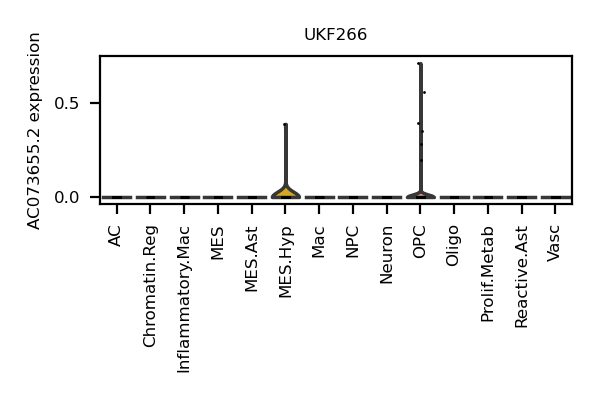 UKF266
AC073655.2 expression
0.5
0.0
AC
Chromatin.Reg
Inflammatory.Mac
MES
MES.Ast
MES.Hyp
Mac
NPC
Neuron
OPC
Oligo
Prolif.Metab
Reactive.Ast
Vasc